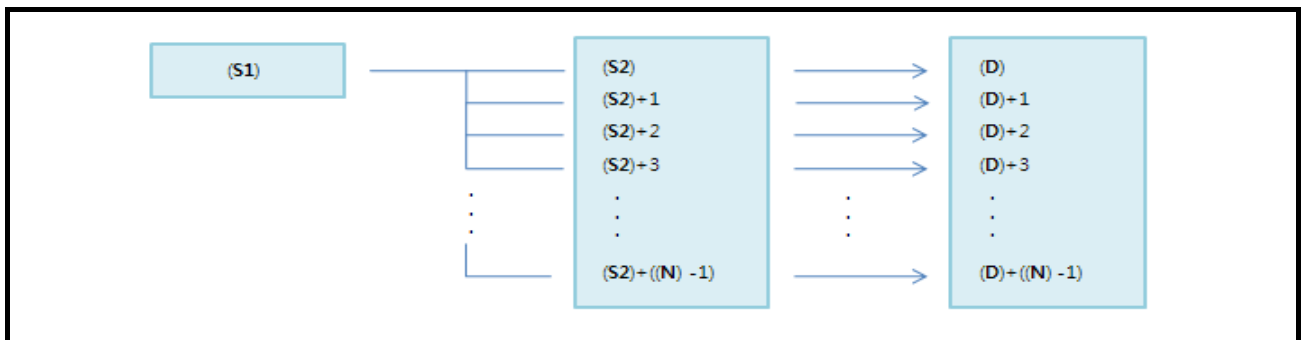 (S1)
(S2)
(S2)+1
(S2)+2
(S2)+3
.
.
.
(S2)+((N) -1)
(D)
(D)+1
(D)+2
(D)+3
.
.
.
(D)+((N) -1)